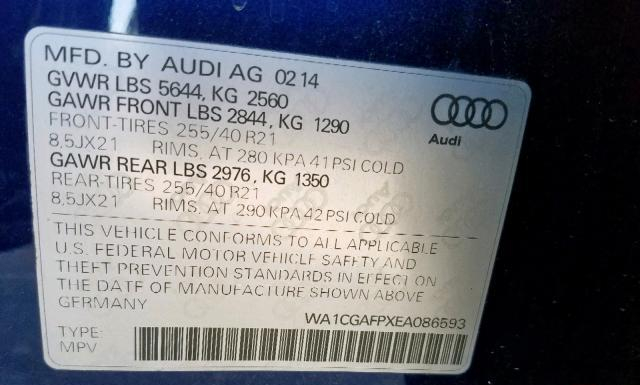 MFD. BY AUDI AG 02 14
GVWR LBS 5644, KG 2560
GAWR FRONT LBS 2844, KG 1290
FRONT-TIRES 255/40 R21
8,5JX21 RIMS, AT 280 KPA 41 PSI COLD
GAWR REAR LBS 2976, KG 1350
REAR-TIRES 255/40 R21
8,5JX21 RIMS, AT 290 KPA 42 PSI COLD
Audi
THIS VEHICLE CONFORMS TO ALL APPLICABLE
U.S. FEDERAL MOTOR VEHICLE SAFETY AND
THEFT PREVENTION STANDARDS IN EFFECT ON
THE DATE OF MANUFACTURE SHOWN ABOVE
GERMANY
WA1CGAFPXEA086593
TYPE:
MPV